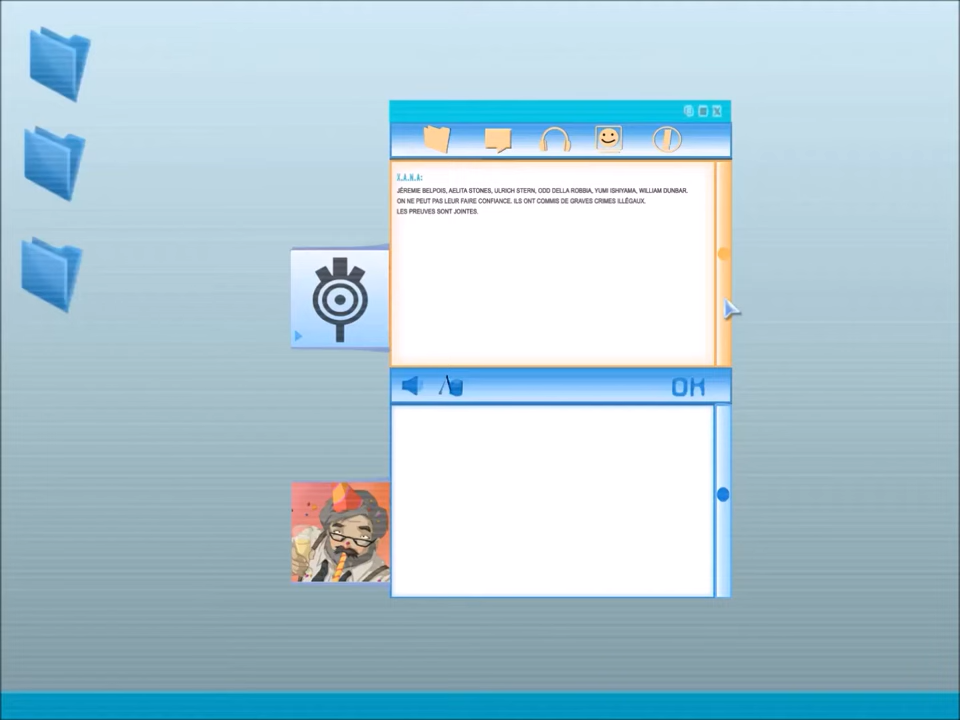 X.A.N.A:
JÉREMIE BELPOIS, AELITA STONES, ULRICH STERN, ODD DELLA ROBBIA, YUMI ISHIYAMA, WILLIAM DUNBAR.
ON NE PEUT PAS LEUR FAIRE CONFIANCE. ILS ONT COMMIS DE GRAVES CRIMES ILLÉGAUX.
LES PREUVES SONT JOINTES.
OK